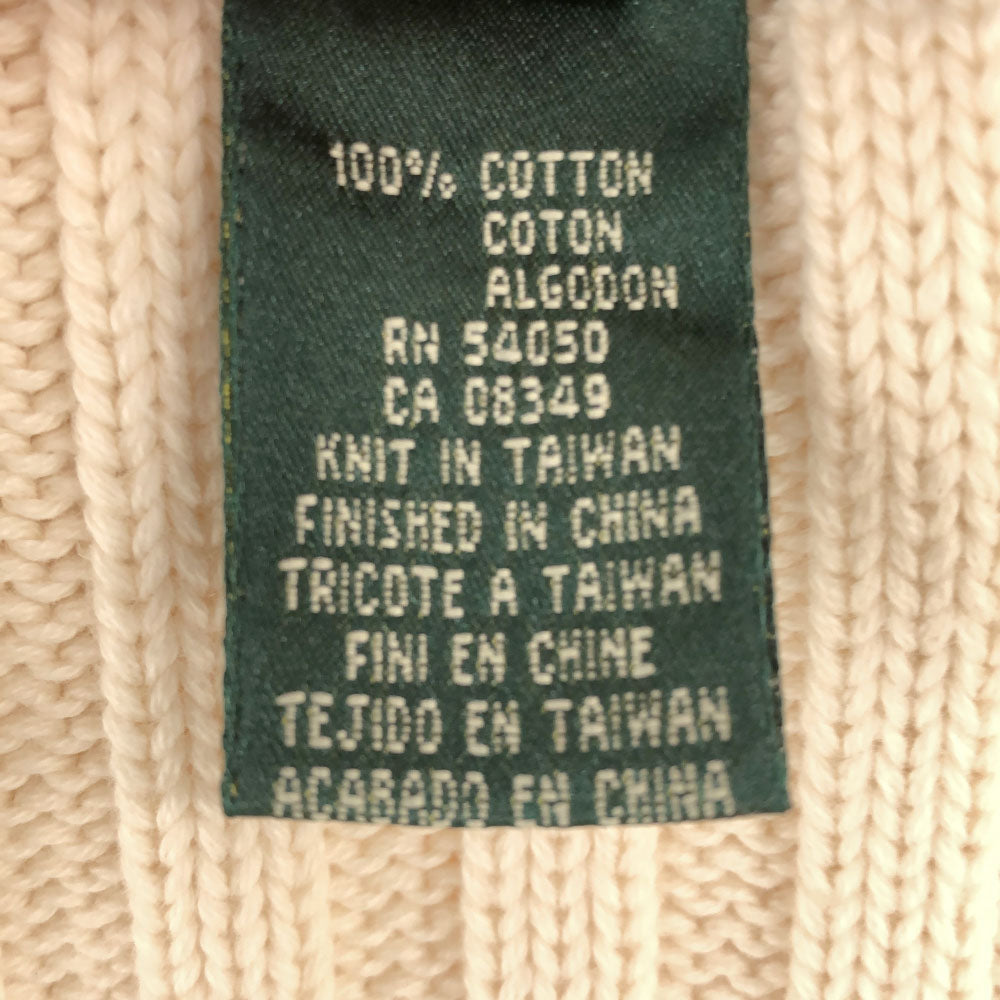 100% COTTON
COTON
ALGODON
RN 54050
CA 08349
KNIT IN TAIWAN
FINISHED IN CHINA
TRICOTE A TAIWAN
FINI EN CHINE
TEJIDO EN TAIWAN
ACABADO EN CHINA